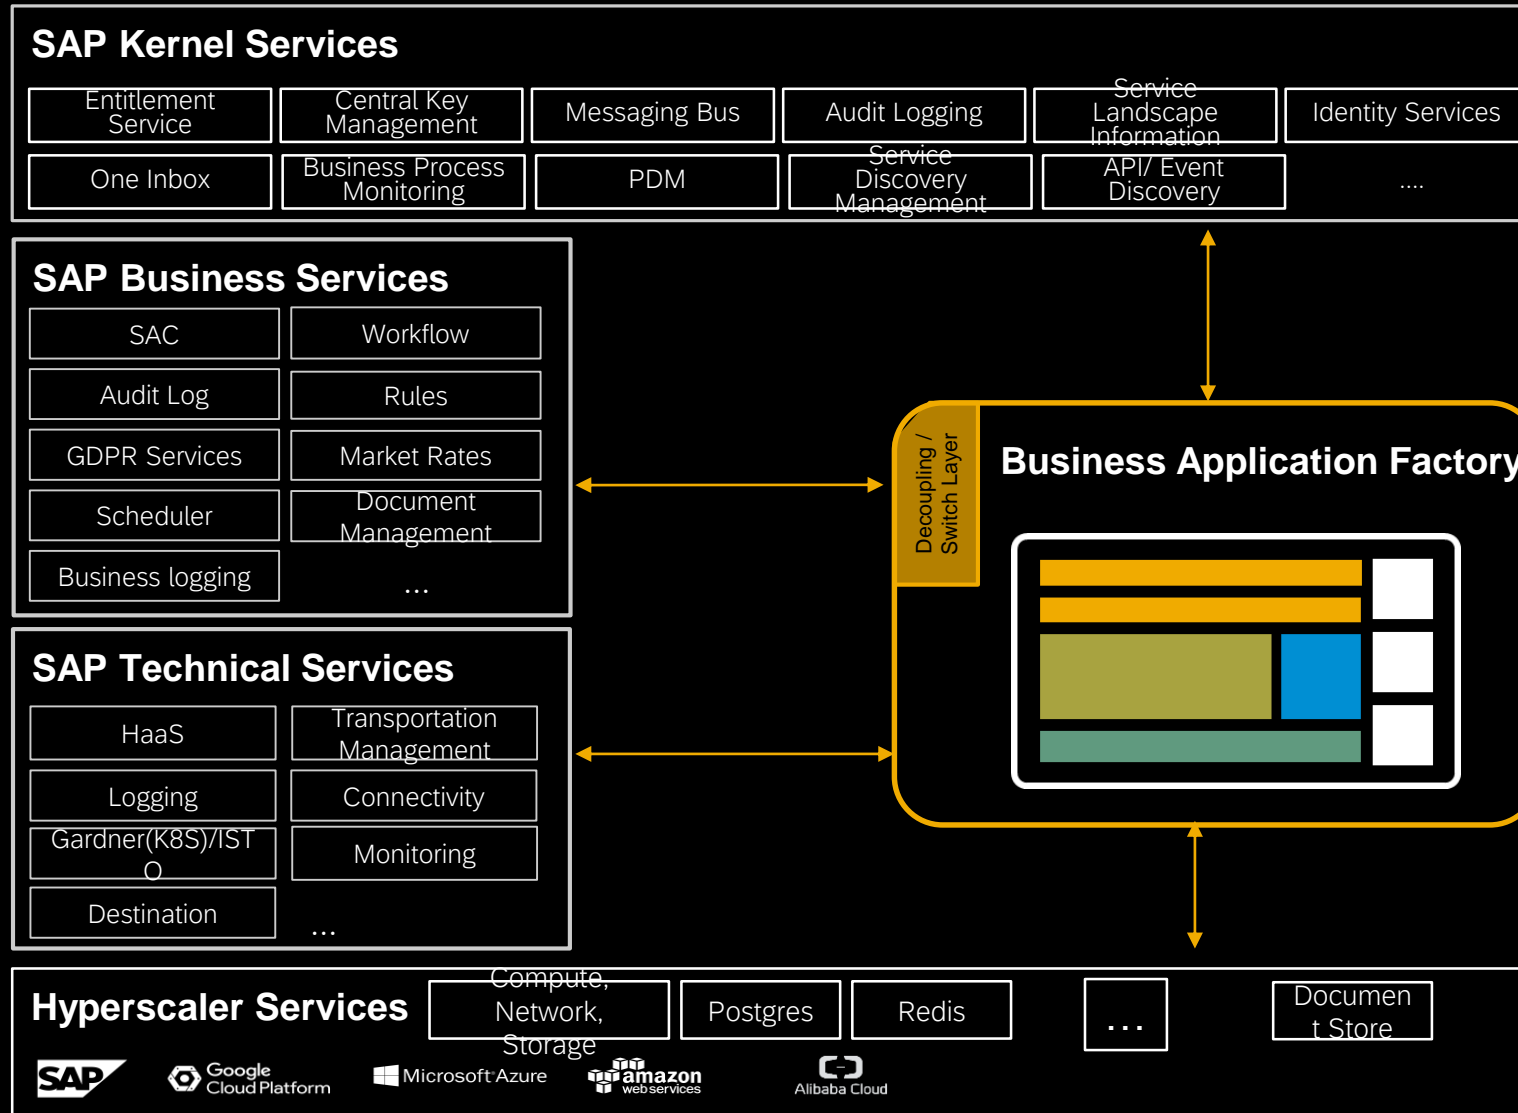 SAP Kernel Services
Entitlement
Service
Central Key
Management
Messaging Bus
Audit Logging
Service
Landscape
Information
Identity Services
One Inbox
Business Process
Monitoring
PDM
Service
Discovery
Management
API/ Event
Discovery
....
SAP Business Services
SAC
Workflow
Audit Log
Rules
GDPR Services
Market Rates
Scheduler
Document
Management
Business logging
...
Decoupling /
Switch Layer
Business Application Factory
SAP Technical Services
HaaS
Transportation
Management
Logging
Connectivity
Gardner(K8S)/IST
O
Monitoring
Destination
...
Hyperscaler Services
Compute,
Network,
Storage
Postgres
Redis
...
Documen
t Store
SAP
Google
Cloud Platform
Microsoft Azure
amazon
webservices
Alibaba Cloud